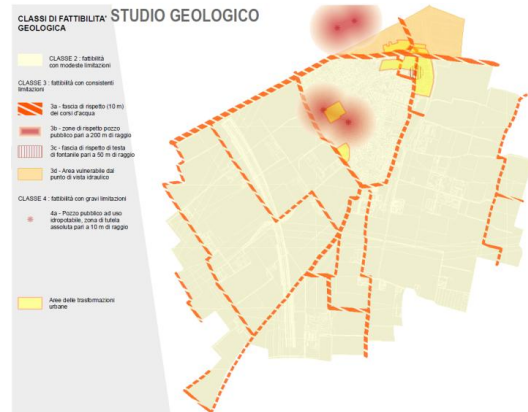 STUDIO GEOLOGICO
CLASSI DI FATTIBILITA'
GEOLOGICA
CLASSE 2 : fattibilità
con modeste limitazioni
CLASSE 3 : fattibilità con consistenti
limitazioni
3a - fascia di rispetto (10 m)
dei corsi d'acqua
3b - zone di rispetto pozzo
pubblico pari a 200 m di raggio
3c - fascia di rispetto di testa
di fontanile pari a 50 m di raggio
3d - Area vulnerabile dal
punto di vista idraulico
CLASSE 4 : fattibilità con gravi limitazioni
4a - Pozzo pubblico ad uso
idropotabile, zona di tutela
assoluta pari a 10 m di raggio
Aree delle trasformazioni
urbane